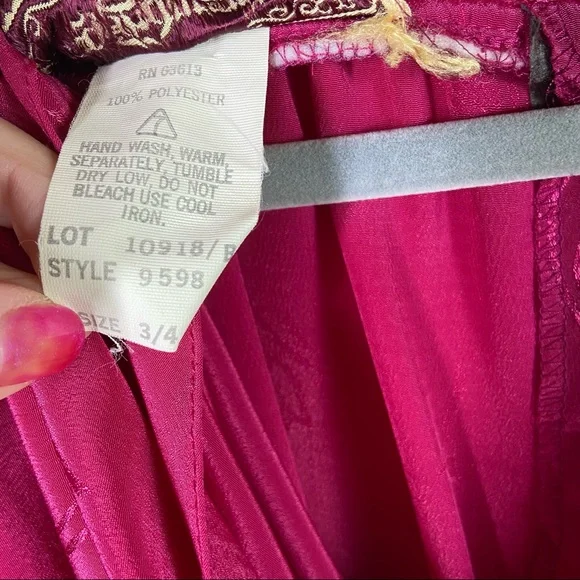 RN 63613
100% POLYESTER
HAND WASH, WARM,
SEPARATELY, TUMBLE
DRY LOW, DO NOT
BLEACH USE COOL
IRON.
LOT 10918/B
STYLE 9598
SIZE 3/4